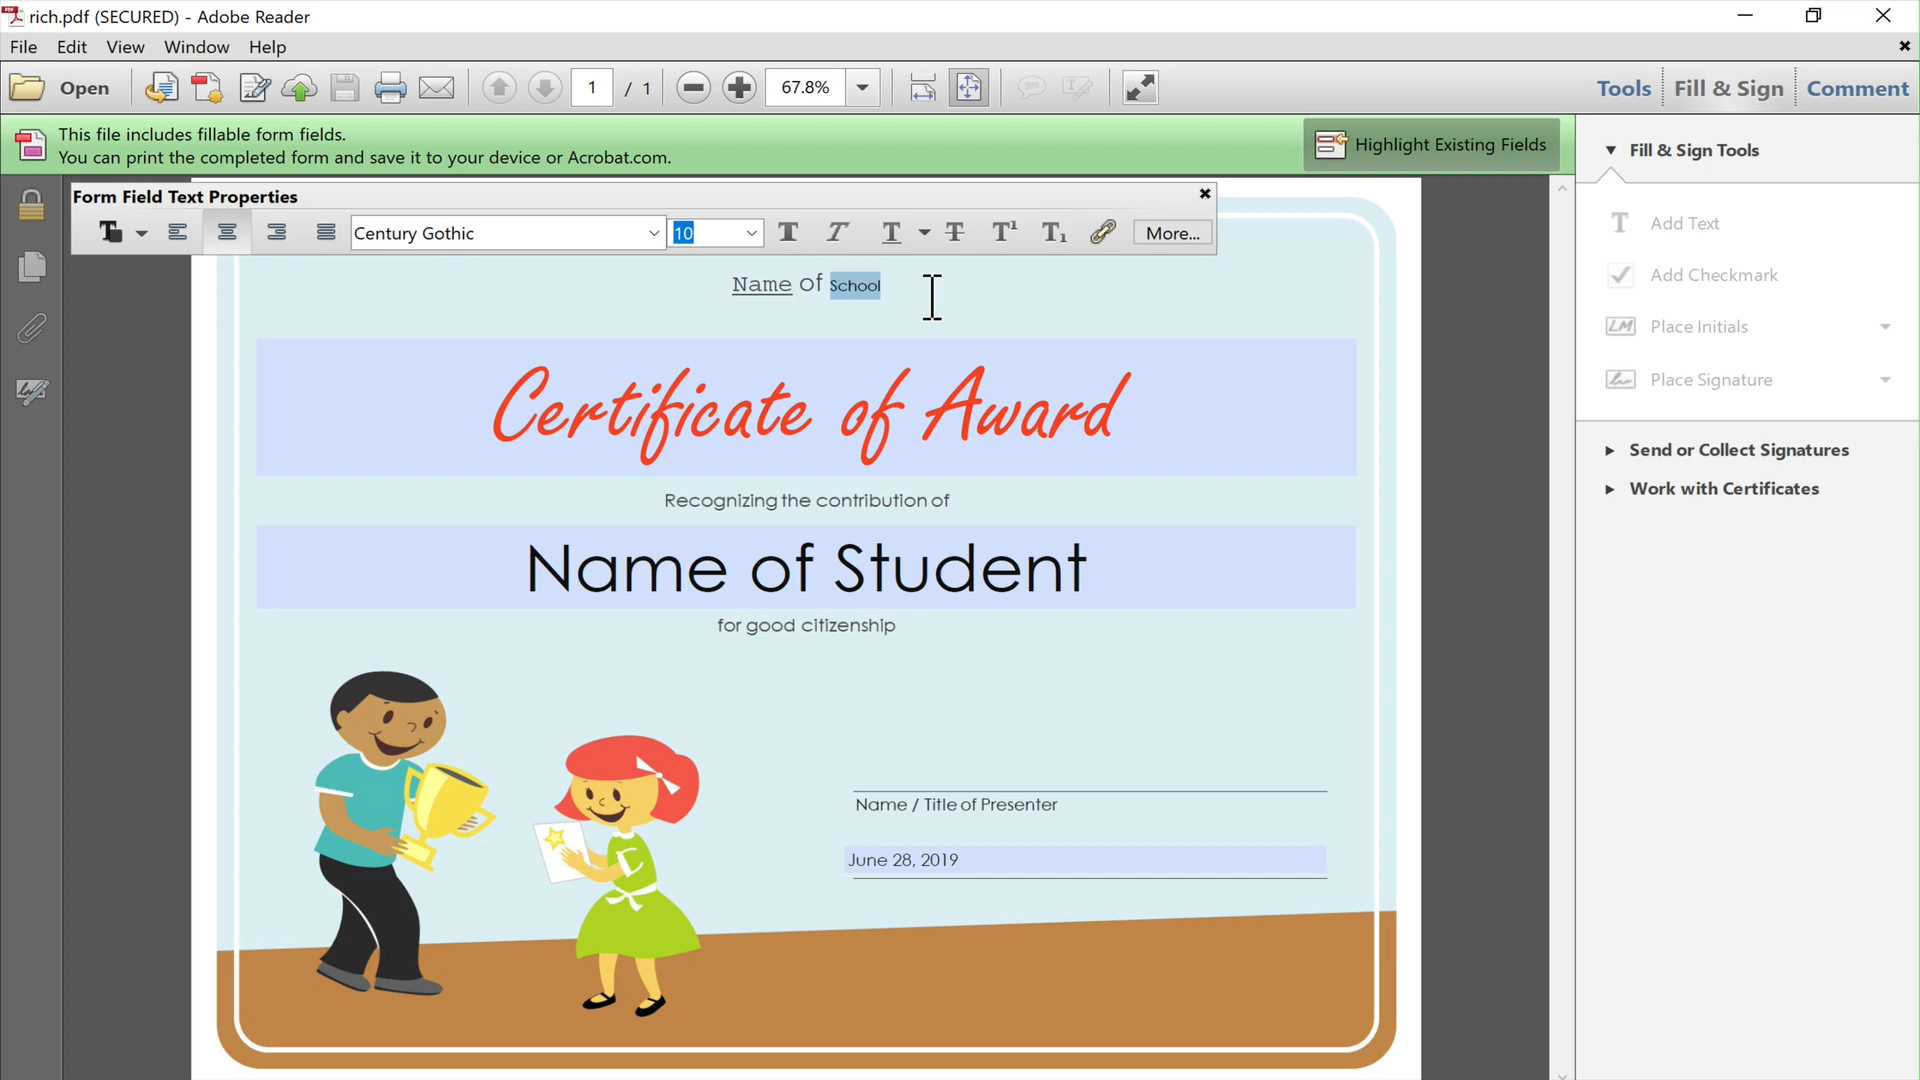 rich.pdf (SECURED) - Adobe Reader
File Edit View Window Help
Open 1 / 1 67.8% Tools Fill & Sign Comment
This file includes fillable form fields.
You can print the completed form and save it to your device or Acrobat.com.
Highlight Existing Fields
Fill & Sign Tools
Form Field Text Properties
Century Gothic 10 More...
T Add Text
Add Checkmark
LM Place Initials
Place Signature
Send or Collect Signatures
Work with Certificates
Name of School
Certificate of Award
Recognizing the contribution of
Name of Student
for good citizenship
Name / Title of Presenter
June 28, 2019